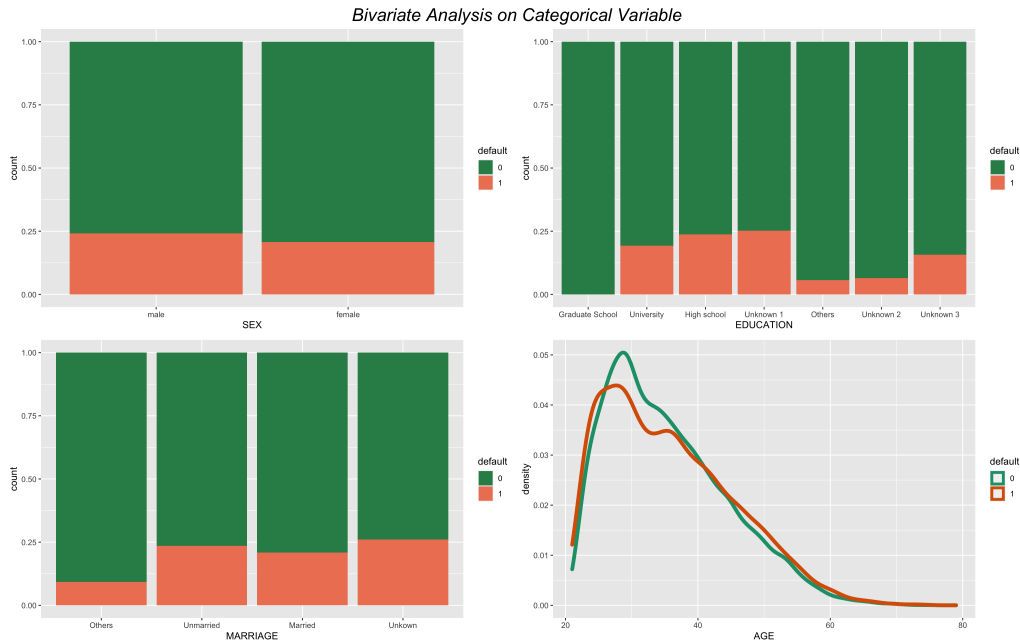 Bivariate Analysis on Categorical Variable
1.00
0.75
0.50
0.25
0.00
count
male female
SEX
default
0
1
1.00
0.75
0.50
0.25
0.00
count
Graduate School University High school Unknown 1 Others Unknown 2 Unknown 3
EDUCATION
default
0
1
1.00
0.75
0.50
0.25
0.00
count
Others Unmarried Married Unkown
MARRIAGE
default
0
1
0.05
0.04
0.03
0.02
0.01
0.00
density
20 40 60 80
AGE
default
0
1